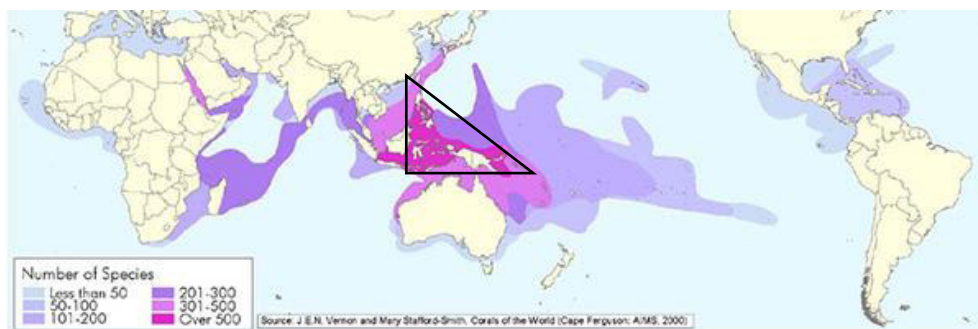 Number of Species
Less than 50
50-100
101-200
201-300
301-500
Over 500
Source: J.E.N. Vernon and Mary Stafford-Smith, Corals of the World (Cape Ferguson: AIMS, 2000)